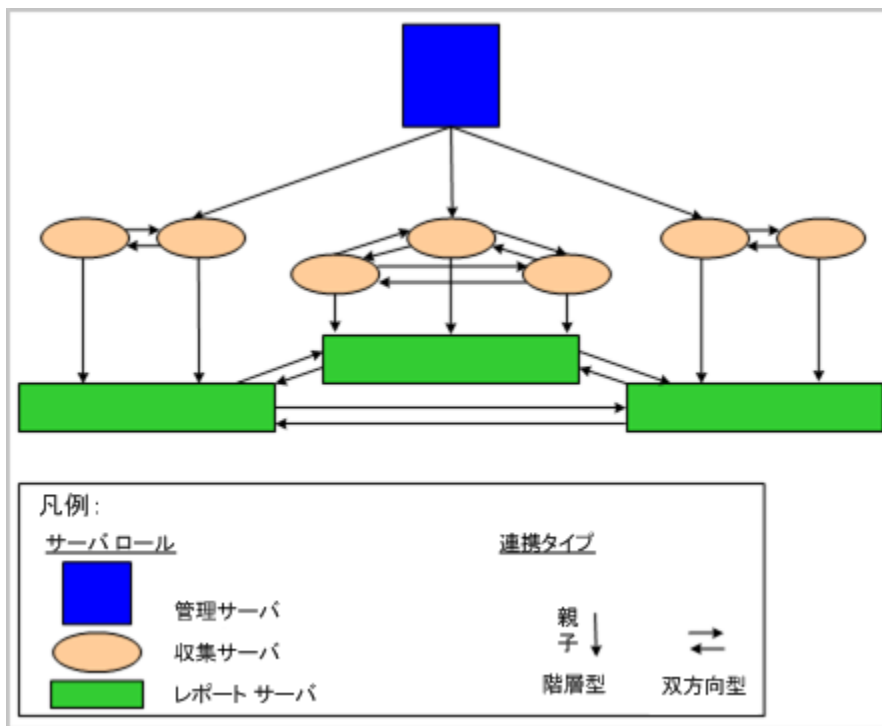 凡例:
サーバ ロール
連携タイプ
管理サーバ
収集サーバ
レポート サーバ
親
子
階層型
双方向型